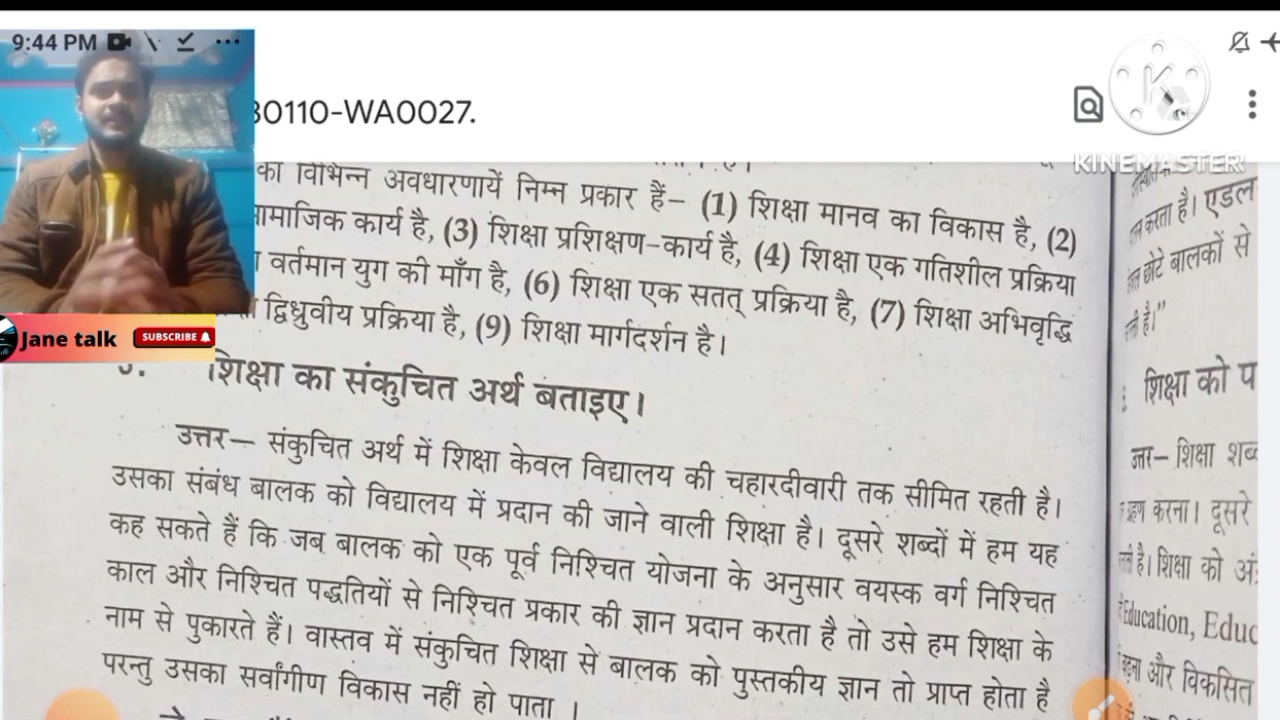 9:44 PM
30110-WA0027.
KINEMASTER
Jane talk
SUBSCRIBE
का विभिन्न अवधारणायें निम्न प्रकार हैं– (1) शिक्षा मानव का विकास है, (2)
सामाजिक कार्य है, (3) शिक्षा प्रशिक्षण–कार्य है, (4) शिक्षा एक गतिशील प्रक्रिया
वर्तमान युग की माँग है, (6) शिक्षा एक सतत् प्रक्रिया है, (7) शिक्षा अभिवृद्धि
द्विध्रुवीय प्रक्रिया है, (9) शिक्षा मार्गदर्शन है।
शिक्षा का संकुचित अर्थ बताइए।
उत्तर– संकुचित अर्थ में शिक्षा केवल विद्यालय की चहारदीवारी तक सीमित रहती है।
उसका संबंध बालक को विद्यालय में प्रदान की जाने वाली शिक्षा है। दूसरे शब्दों में हम यह
कह सकते हैं कि जब बालक को एक पूर्व निश्चित योजना के अनुसार वयस्क वर्ग निश्चित
काल और निश्चित पद्धतियों से निश्चित प्रकार की ज्ञान प्रदान करता है तो उसे हम शिक्षा के
नाम से पुकारते हैं। वास्तव में संकुचित शिक्षा से बालक को पुस्तकीय ज्ञान तो प्राप्त होता है
परन्तु उसका सर्वांगीण विकास नहीं हो पाता ।
करता है। एडल
छोटे बालकों से
है।”
शिक्षा को प
उत्तर– शिक्षा शब्द
ग्रहण करना। दूसरे
है। शिक्षा को अं
Education, Educ
और विकसित